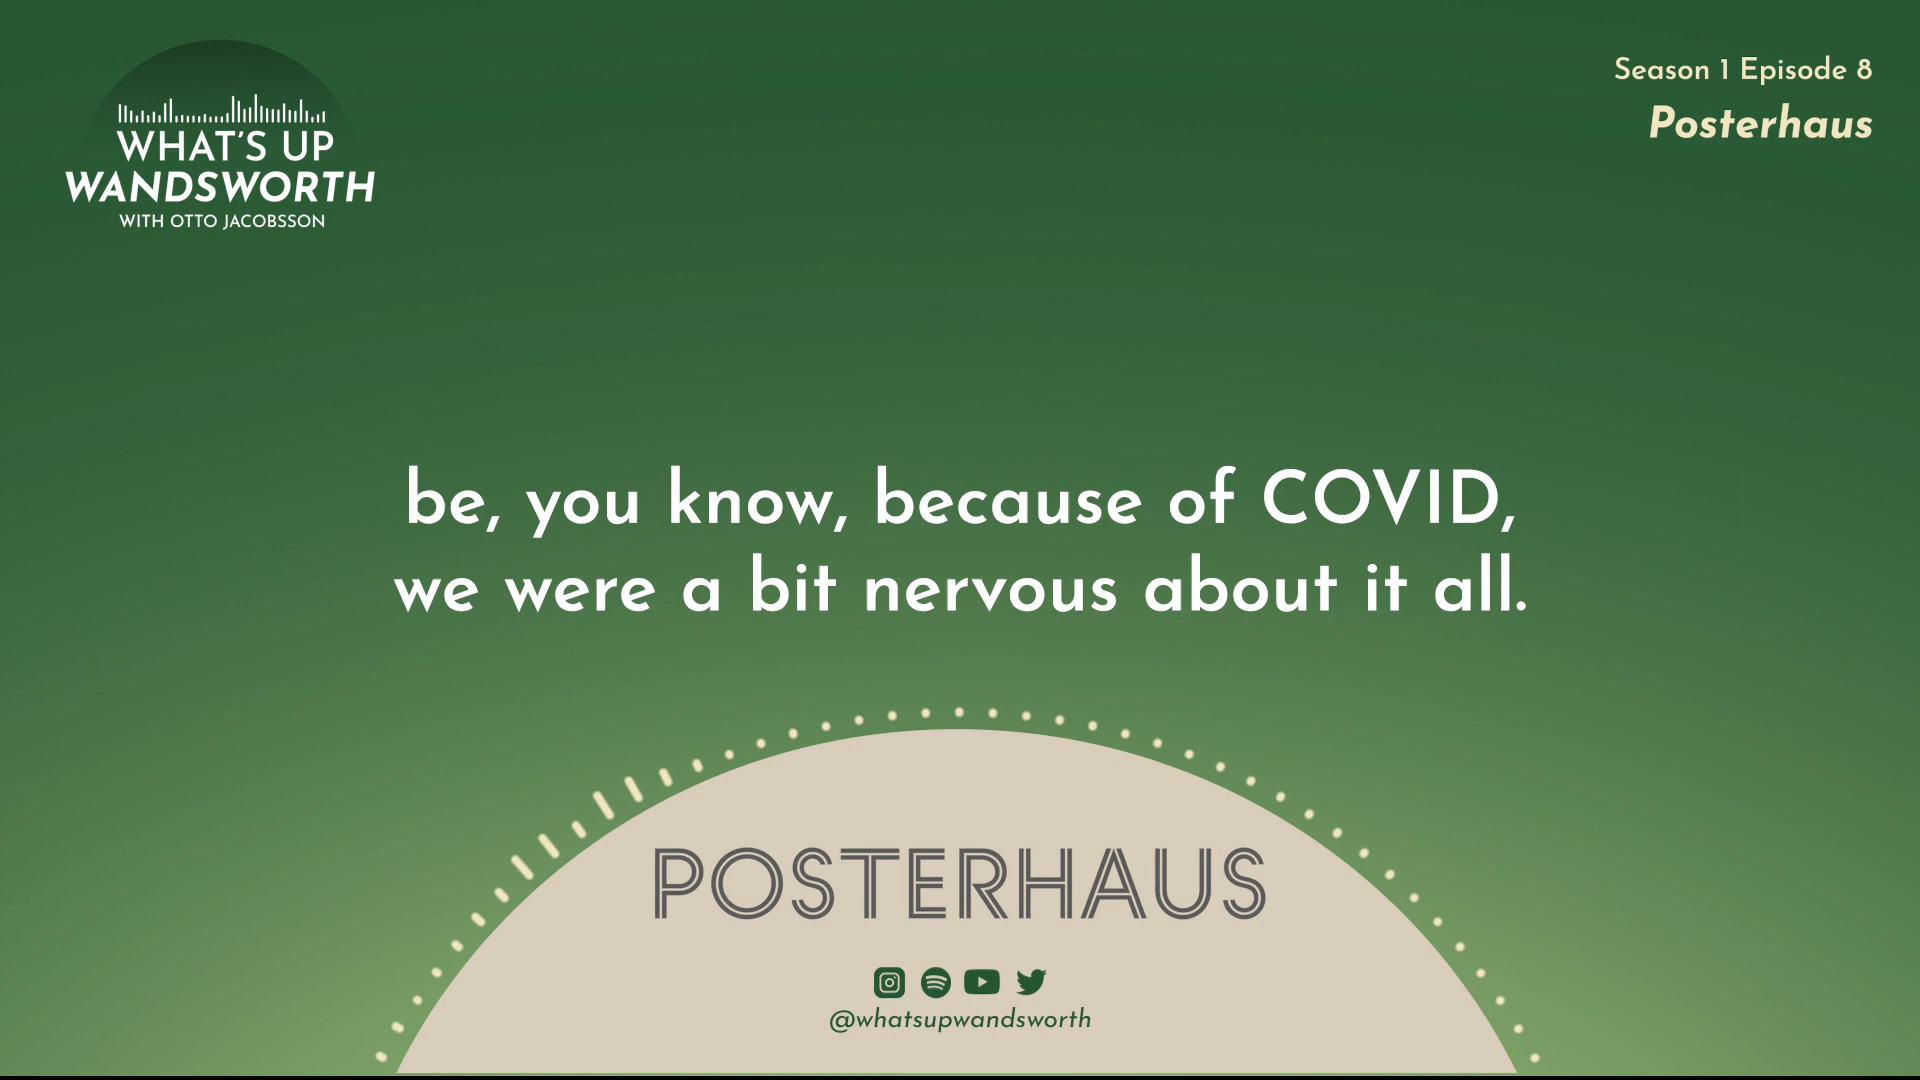 WHAT'S UP
WANDSWORTH
WITH OTTO JACOBSSON
Season 1 Episode 8
Posterhaus
be, you know, because of COVID,
we were a bit nervous about it all.
POSTERHAUS
@whatsupwandsworth